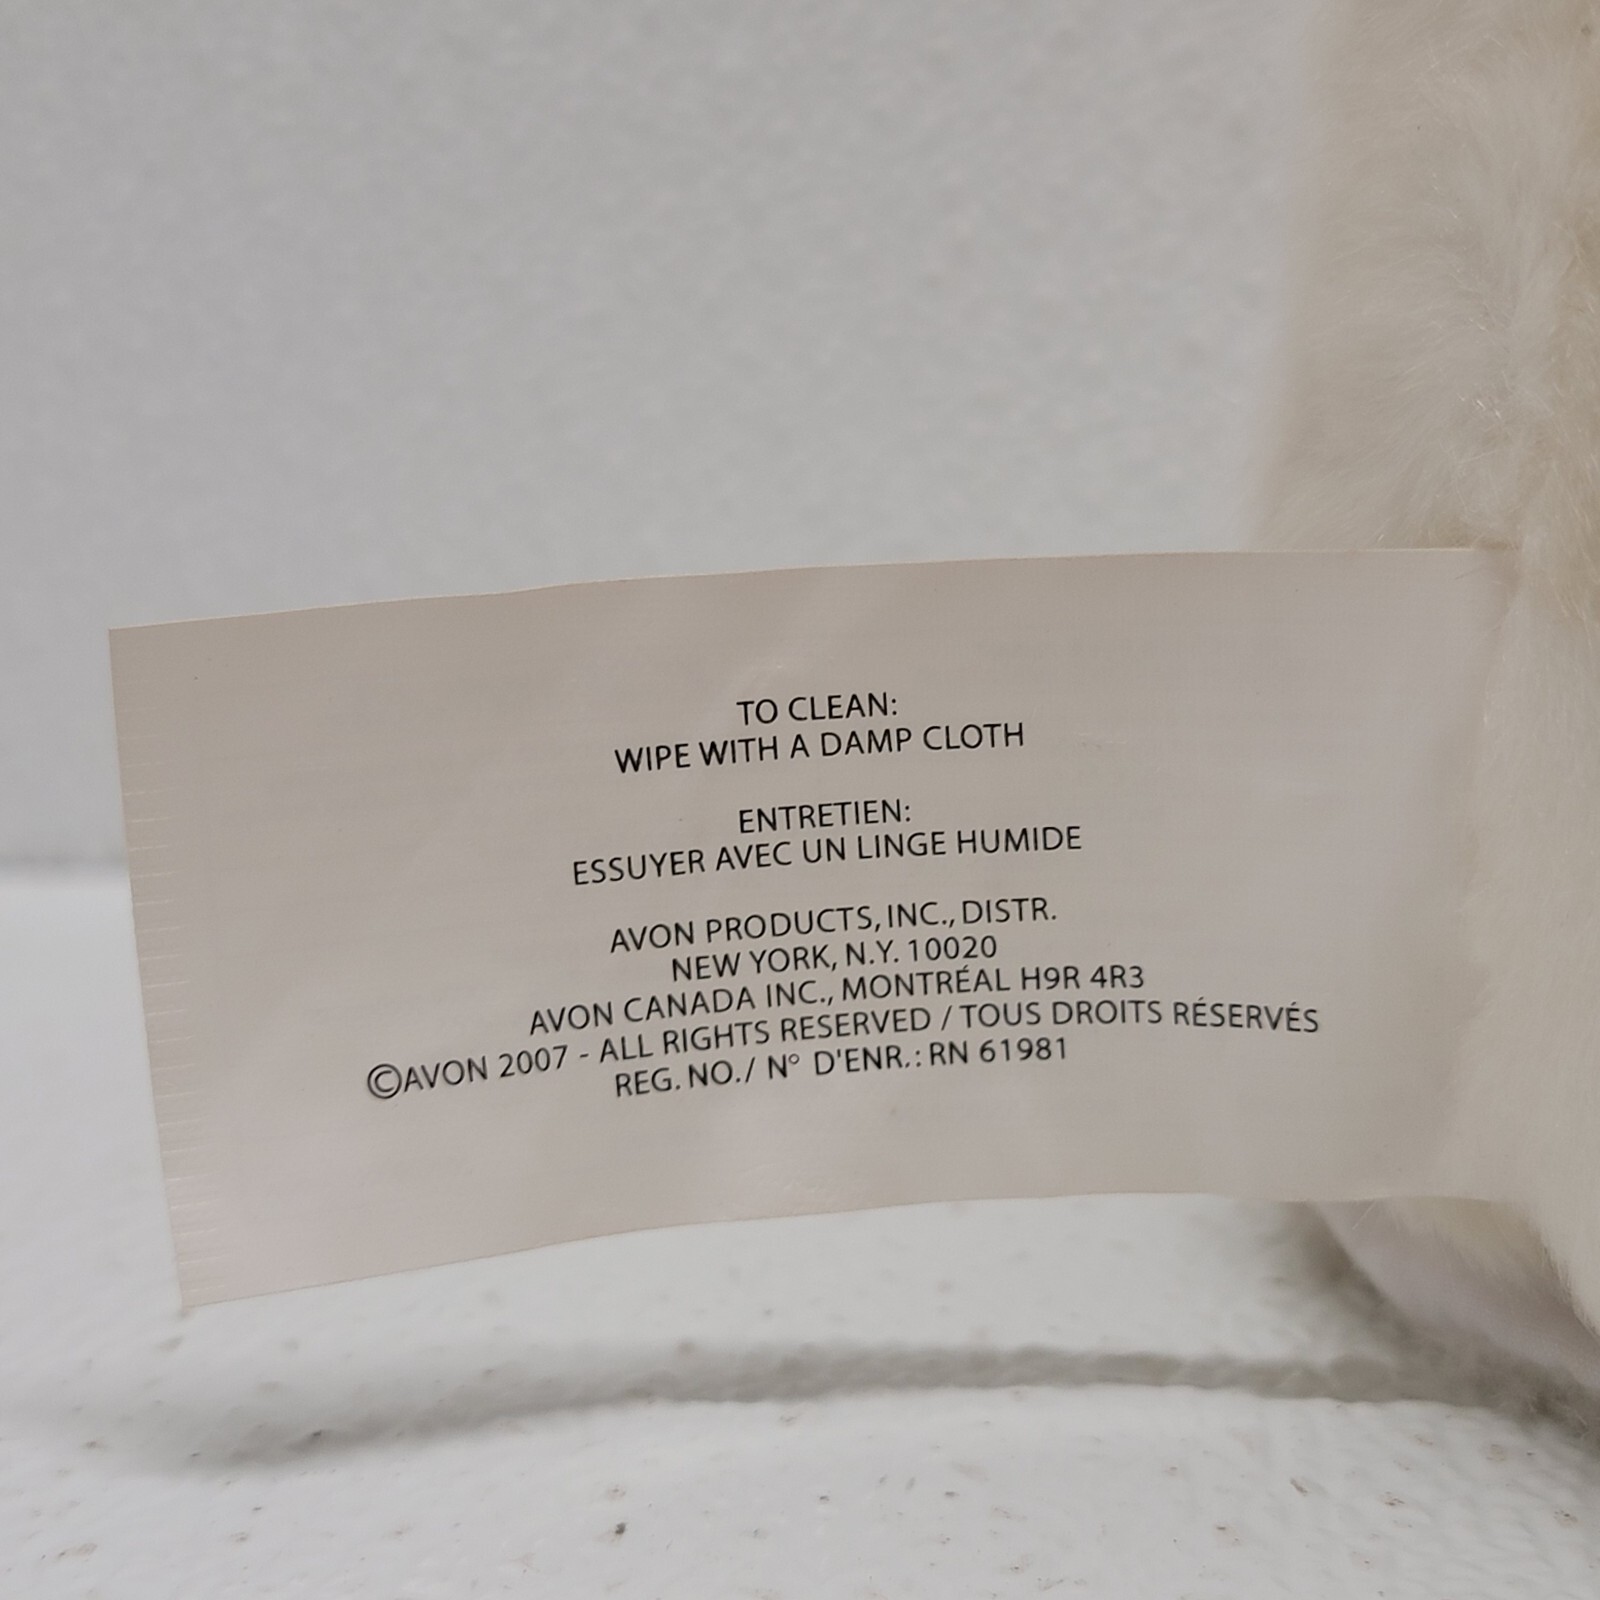 TO CLEAN:
WIPE WITH A DAMP CLOTH
ENTRETIEN:
ESSUYER AVEC UN LINGE HUMIDE
AVON PRODUCTS, INC., DISTR.
NEW YORK, N.Y. 10020
AVON CANADA INC., MONTRÉAL H9R 4R3
©AVON 2007 - ALL RIGHTS RESERVED / TOUS DROITS RÉSERVÉS
REG. NO./ N° D'ENR.: RN 61981